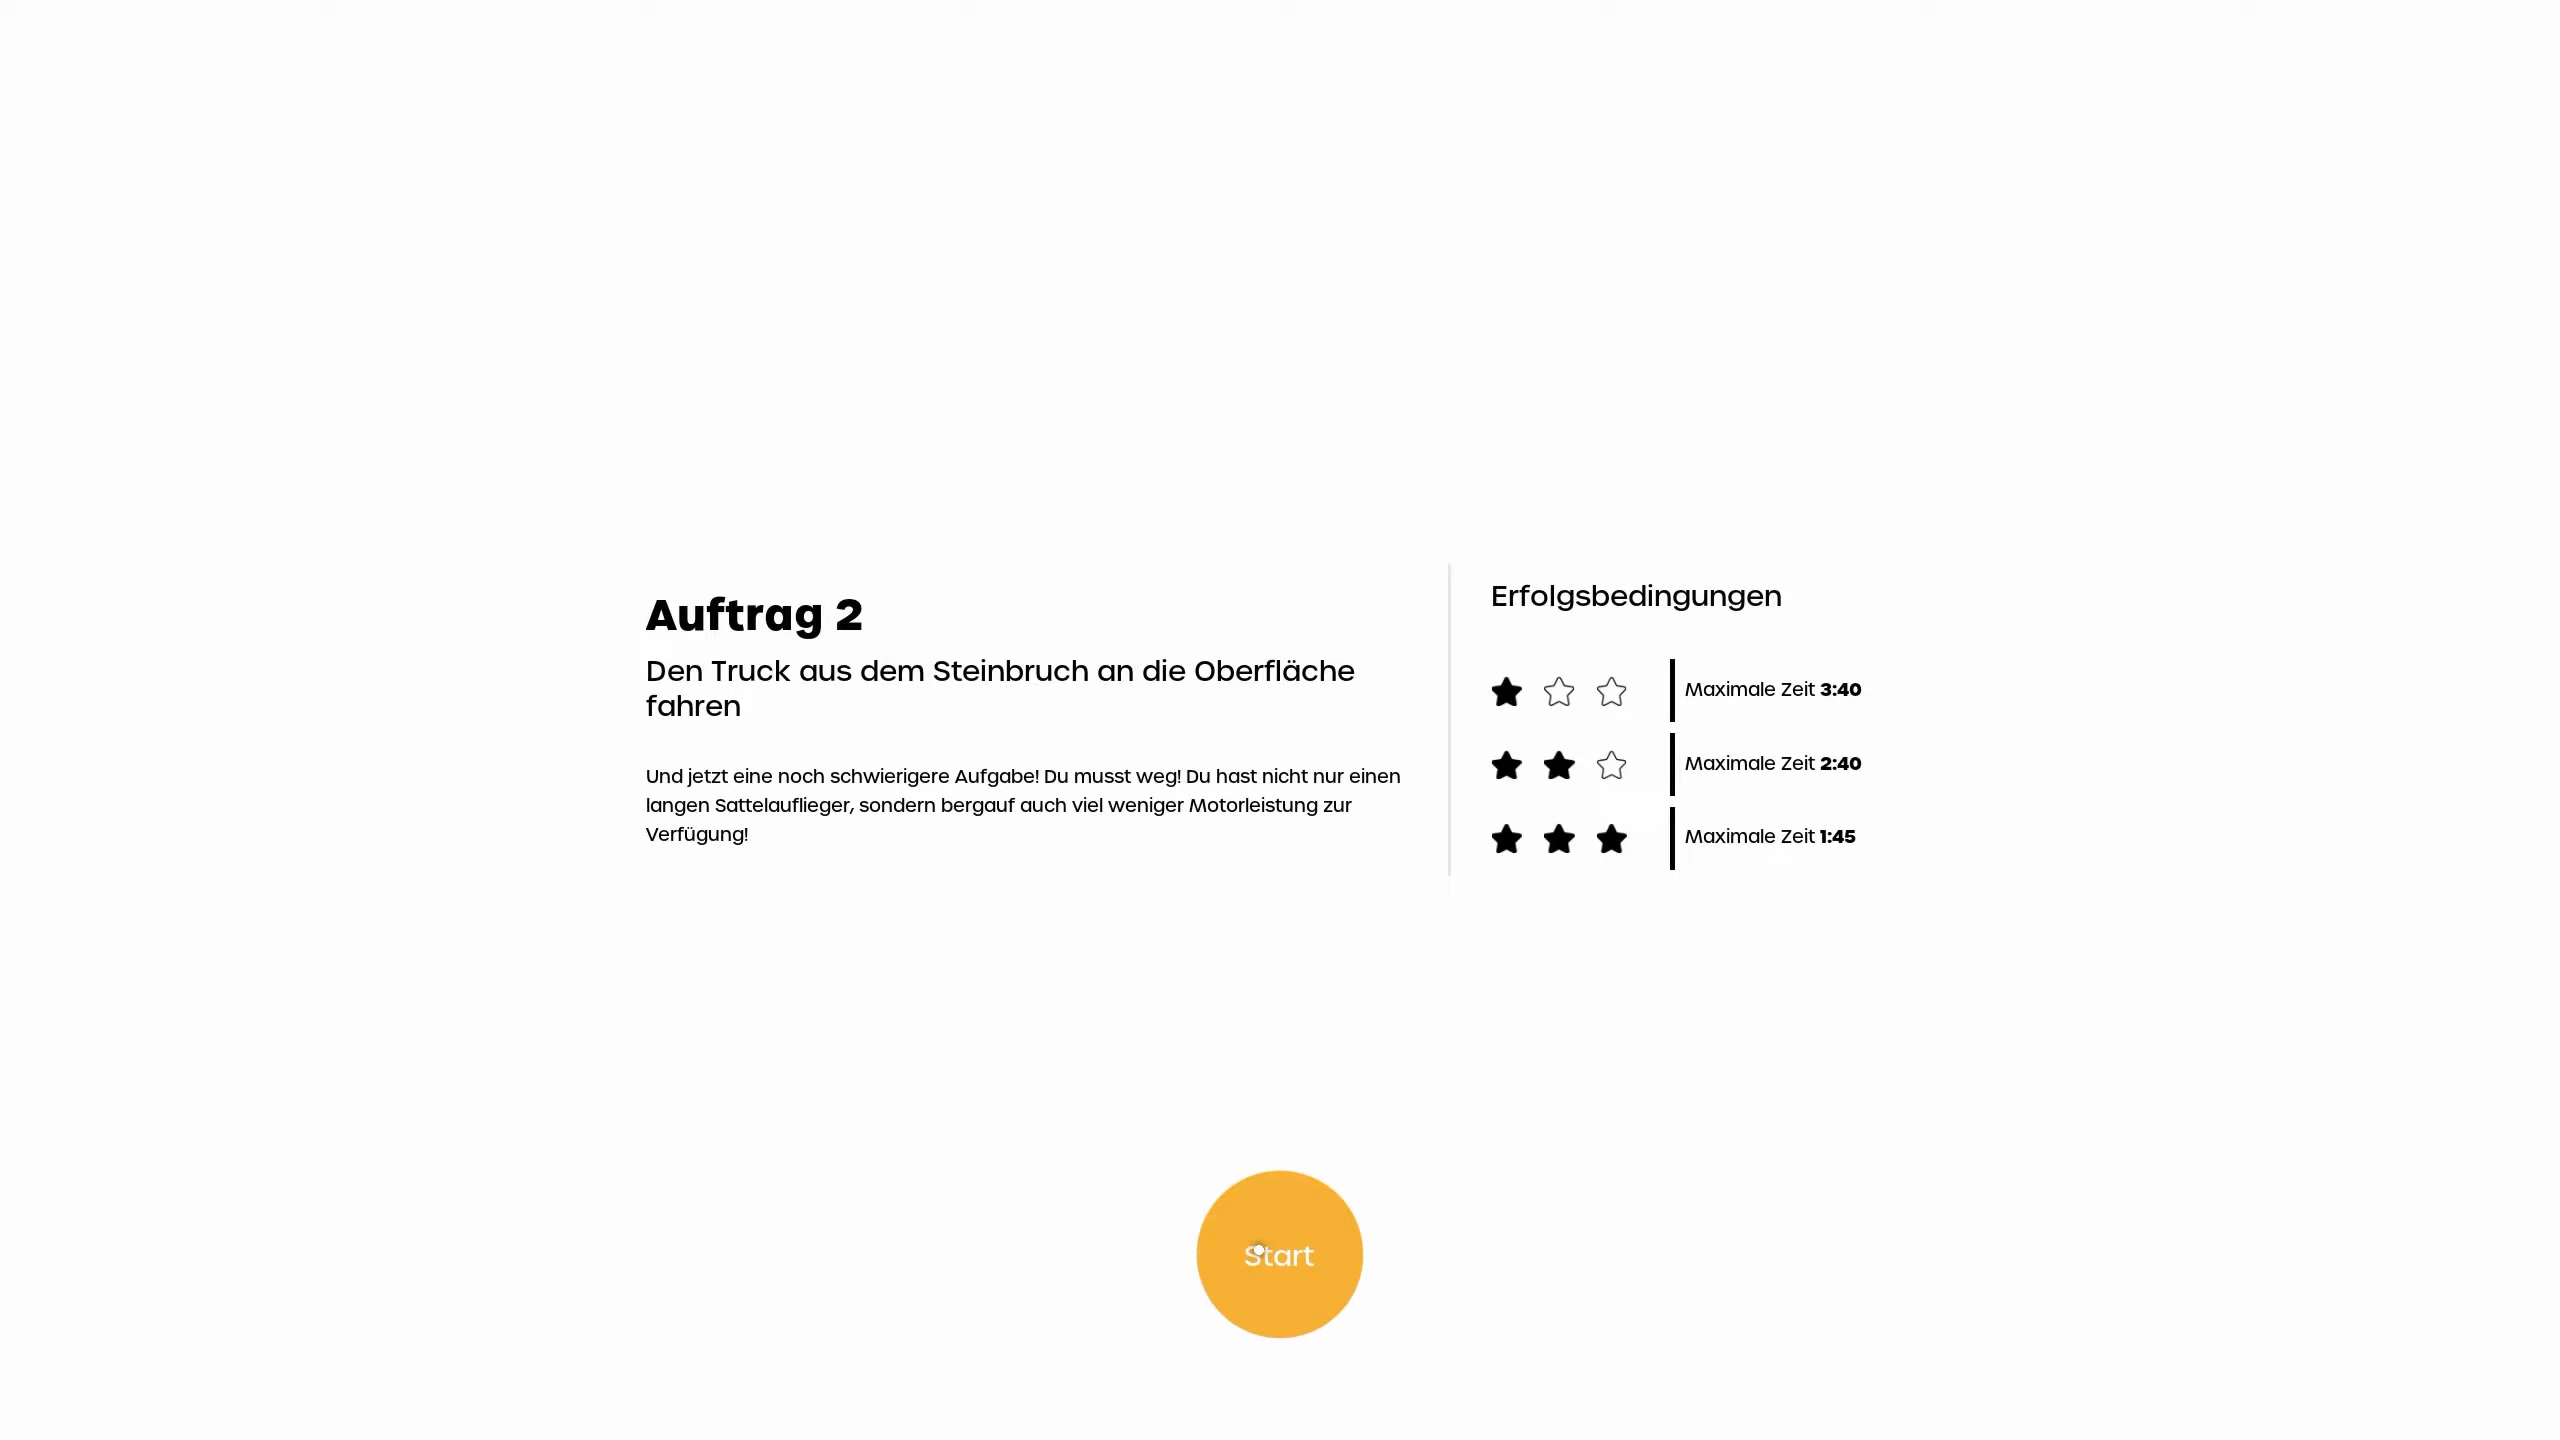 Auftrag 2
Den Truck aus dem Steinbruch an die Oberfläche
fahren
Und jetzt eine noch schwierigere Aufgabe! Du musst weg! Du hast nicht nur einen
langen Sattelauflieger, sondern bergauf auch viel weniger Motorleistung zur
Verfügung!
Erfolgsbedingungen
Maximale Zeit 3:40
Maximale Zeit 2:40
Maximale Zeit 1:45
Start